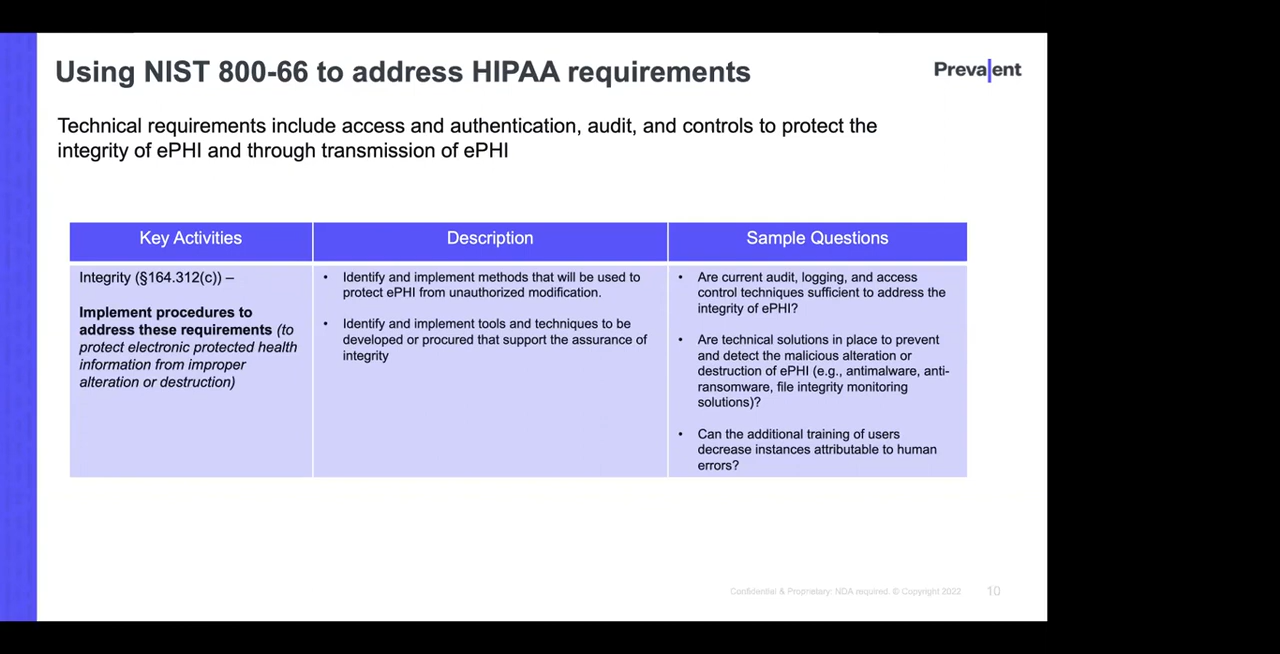 Using NIST 800-66 to address HIPAA requirements
Prevalent
Technical requirements include access and authentication, audit, and controls to protect the
integrity of ePHI and through transmission of ePHI
Key Activities
Description
Sample Questions
Integrity (§164.312(c)) –
Implement procedures to
address these requirements (to
protect electronic protected health
information from improper
alteration or destruction)
• Identify and implement methods that will be used to
protect ePHI from unauthorized modification.
• Identify and implement tools and techniques to be
developed or procured that support the assurance of
integrity
• Are current audit, logging, and access
control techniques sufficient to address the
integrity of ePHI?
• Are technical solutions in place to prevent
and detect the malicious alteration or
destruction of ePHI (e.g., antimalware, anti-
ransomware, file integrity monitoring
solutions)?
• Can the additional training of users
decrease instances attributable to human
errors?
Confidential & Proprietary: NDA required. © Copyright 2022
10